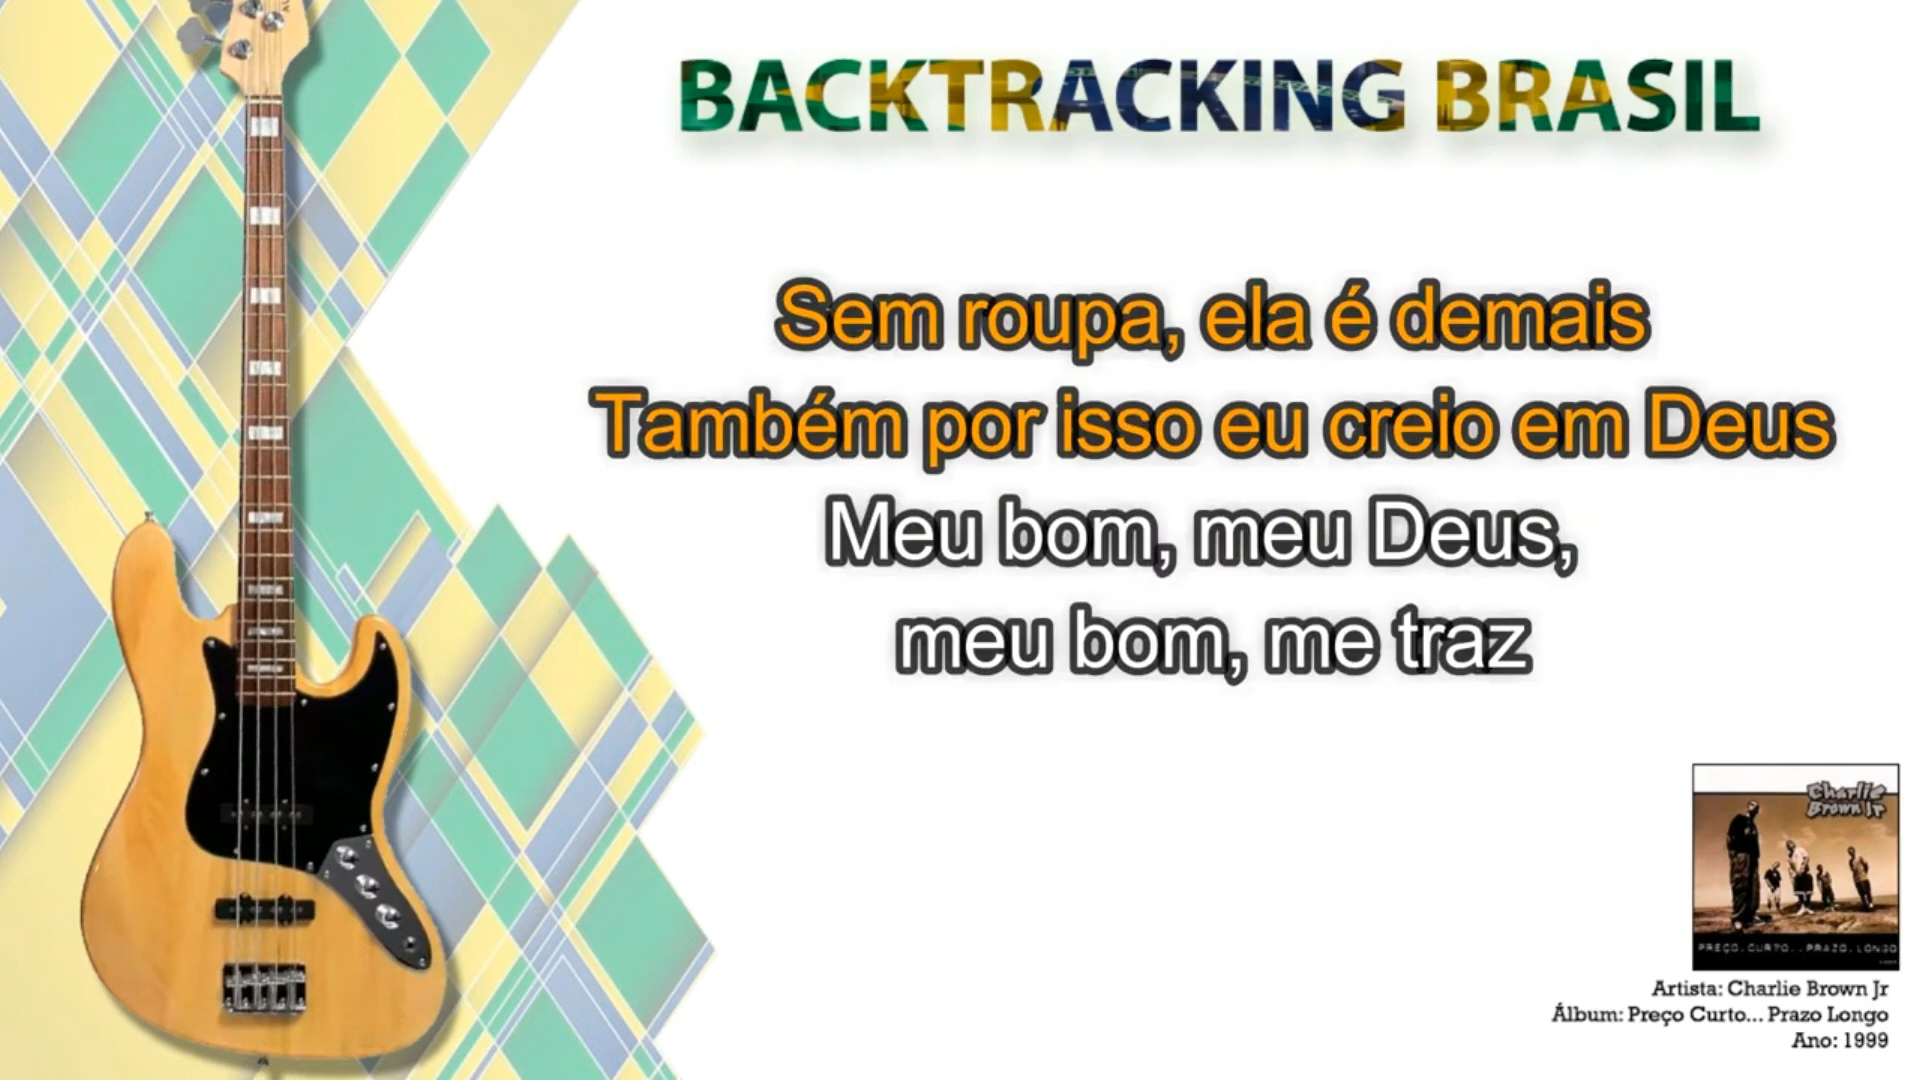 BACKTRACKING BRASIL
Sem roupa, ela é demais
Também por isso eu creio em Deus
Meu bom, meu Deus,
meu bom, me traz
Charlie
Brown Jr
PREÇO.CURTO...PRAZO.LONGO
Artista: Charlie Brown Jr
Álbum: Preço Curto... Prazo Longo
Ano: 1999